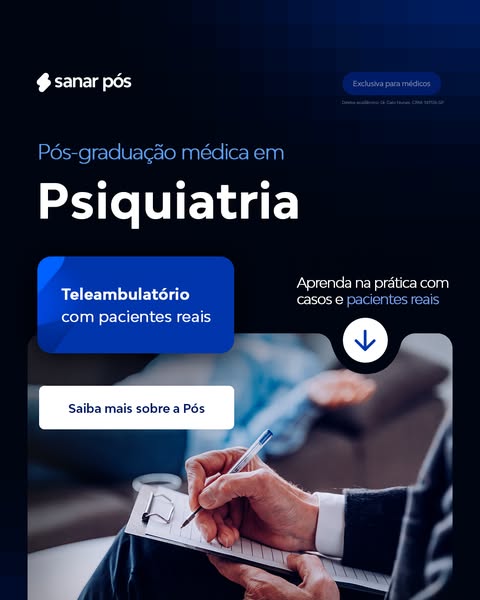 sanar pós
Exclusiva para médicos
Pós-graduação médica em
Psiquiatria
Teleambulatório
com pacientes reais
Aprenda na prática com
casos e pacientes reais
Saiba mais sobre a Pós